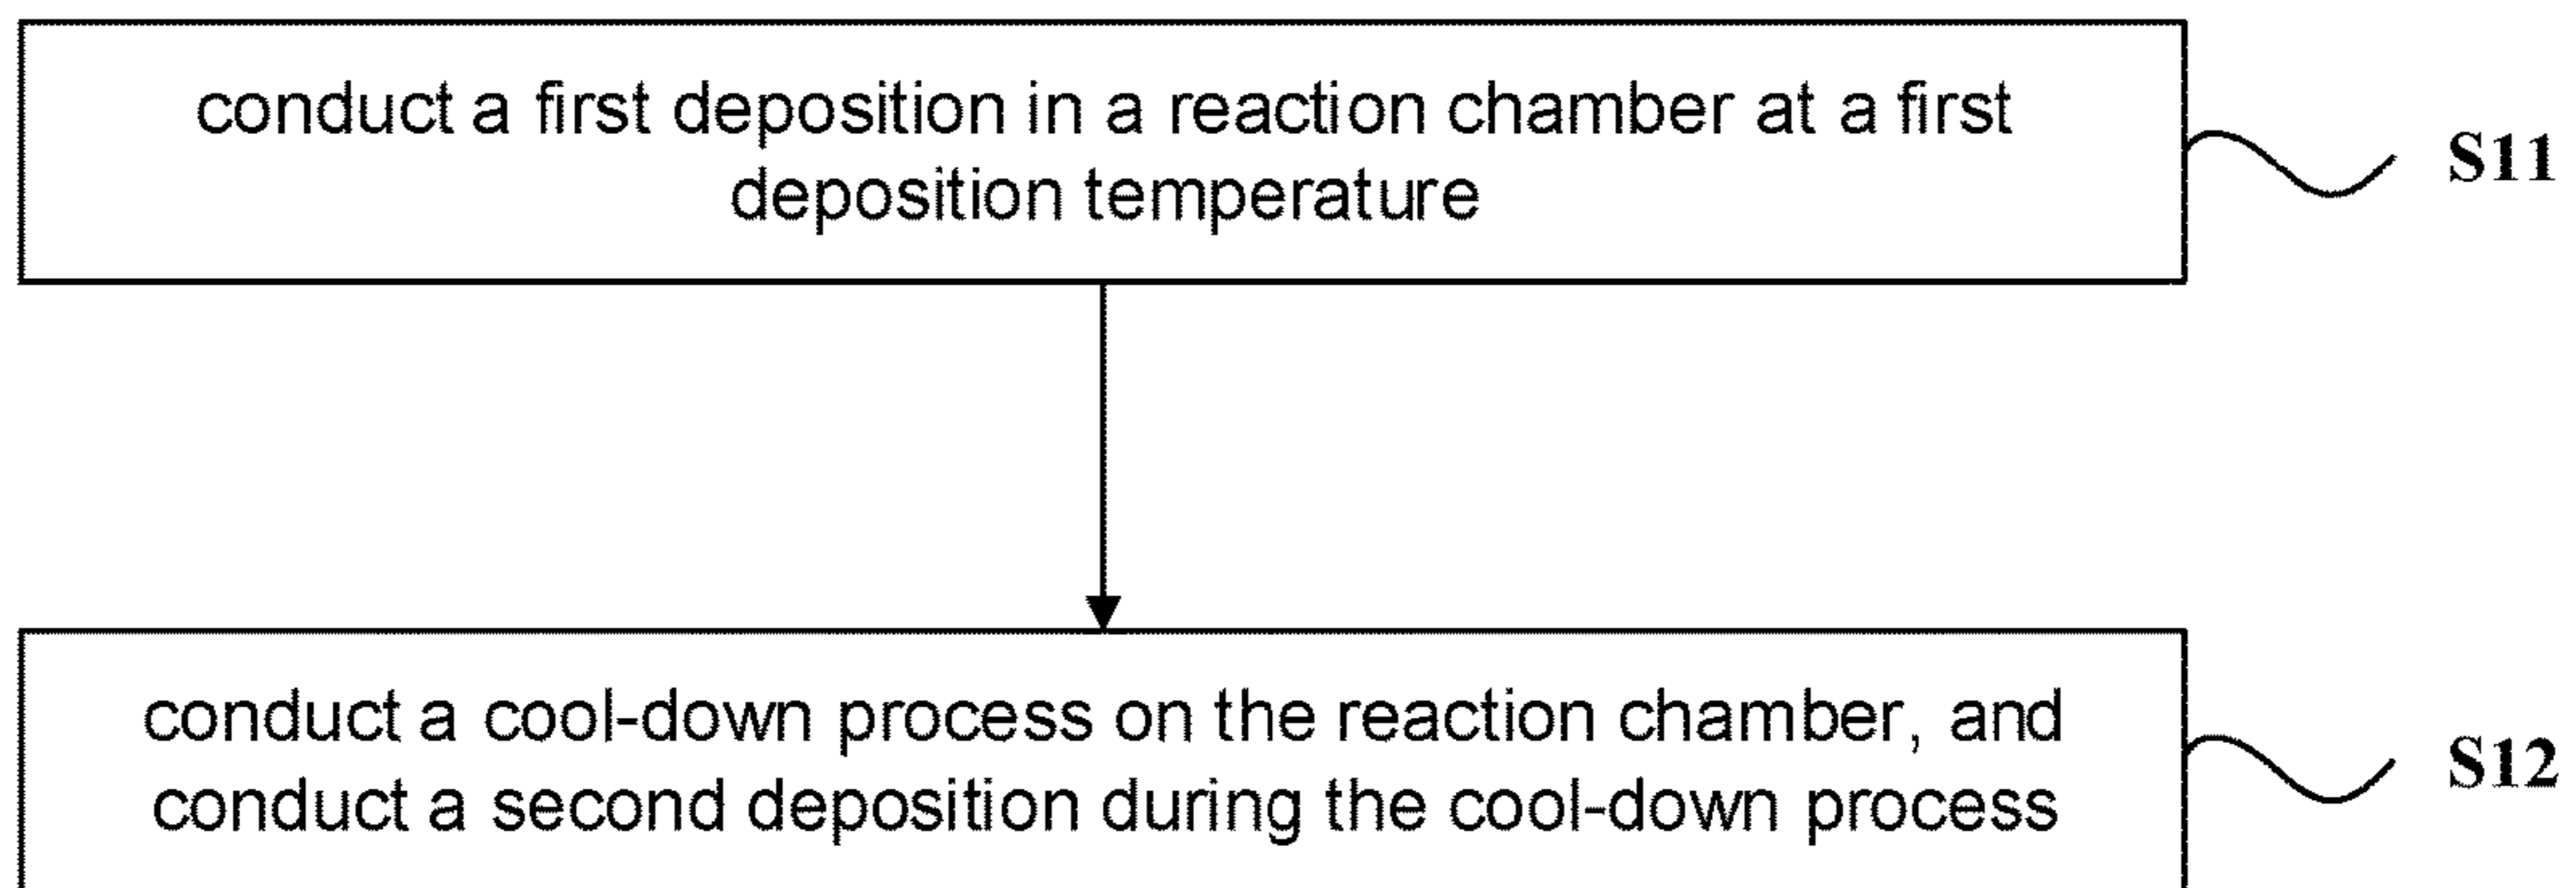 conduct a first deposition in a reaction chamber at a first
deposition temperature
S11
conduct a cool-down process on the reaction chamber, and
conduct a second deposition during the cool-down process
S12